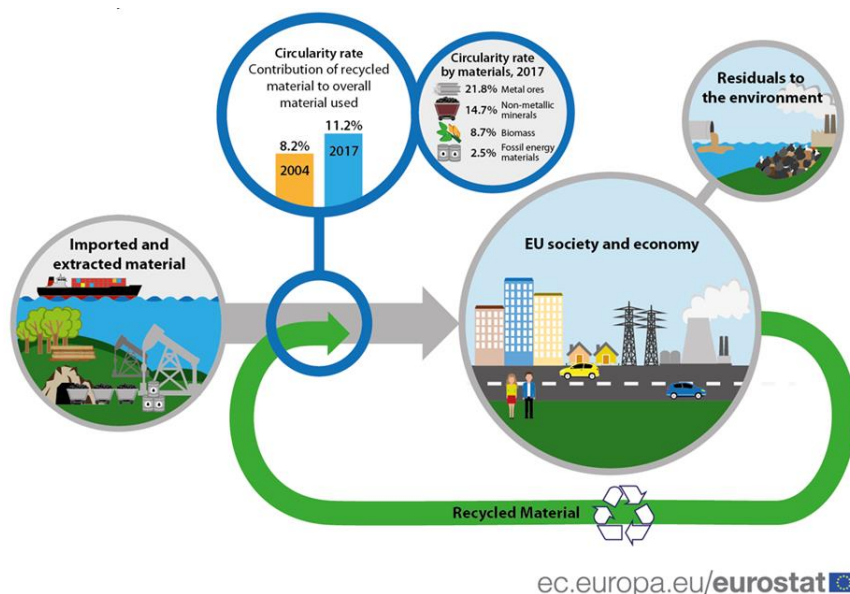 Circularity rate
Contribution of recycled
material to overall
material used
11.2%
8.2%
2017
2004
Circularity rate
by materials, 2017
21.8% Metal ores
14.7% Non-metallic
minerals
8.7% Biomass
2.5% Fossil energy
materials
Residuals to
the environment
Imported and
extracted material
EU society and economy
Recycled Material
ec.europa.eu/eurostat